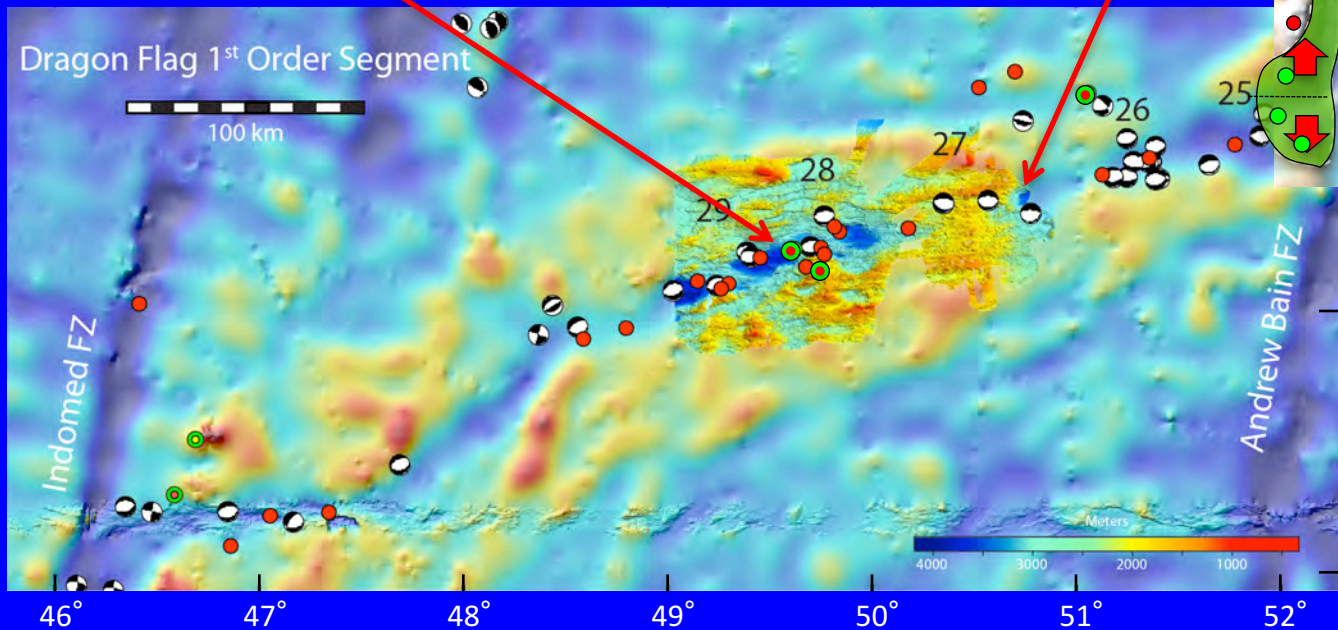 Dragon Flag 1st Order Segment
100 km
25
26
27
28
29
Indomed FZ
Andrew Bain FZ
Meters
4000 3000 2000 1000
46° 47° 48° 49° 50° 51° 52°